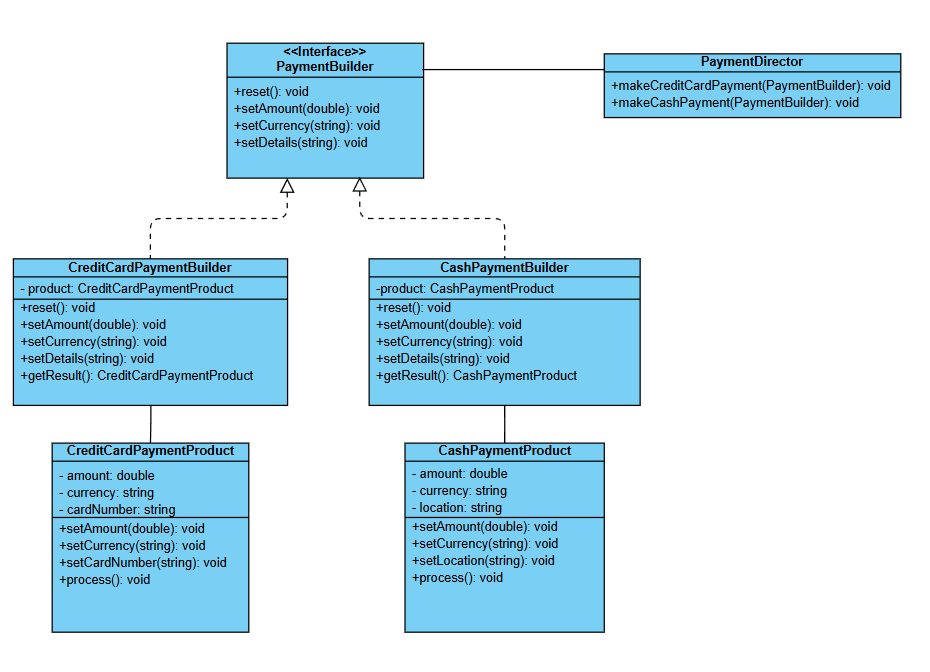 <<Interface>>
PaymentBuilder
+reset(): void
+setAmount(double): void
+setCurrency(string): void
+setDetails(string): void
PaymentDirector
+makeCreditCardPayment(PaymentBuilder): void
+makeCashPayment(PaymentBuilder): void
CreditCardPaymentBuilder
- product: CreditCardPaymentProduct
+reset(): void
+setAmount(double): void
+setCurrency(string): void
+setDetails(string): void
+getResult(): CreditCardPaymentProduct
CashPaymentBuilder
-product: CashPaymentProduct
+reset(): void
+setAmount(double): void
+setCurrency(string): void
+setDetails(string): void
+getResult(): CashPaymentProduct
CreditCardPaymentProduct
- amount: double
- currency: string
- cardNumber: string
+setAmount(double): void
+setCurrency(string): void
+setCardNumber(string): void
+process(): void
CashPaymentProduct
- amount: double
- currency: string
- location: string
+setAmount(double): void
+setCurrency(string): void
+setLocation(string): void
+process(): void